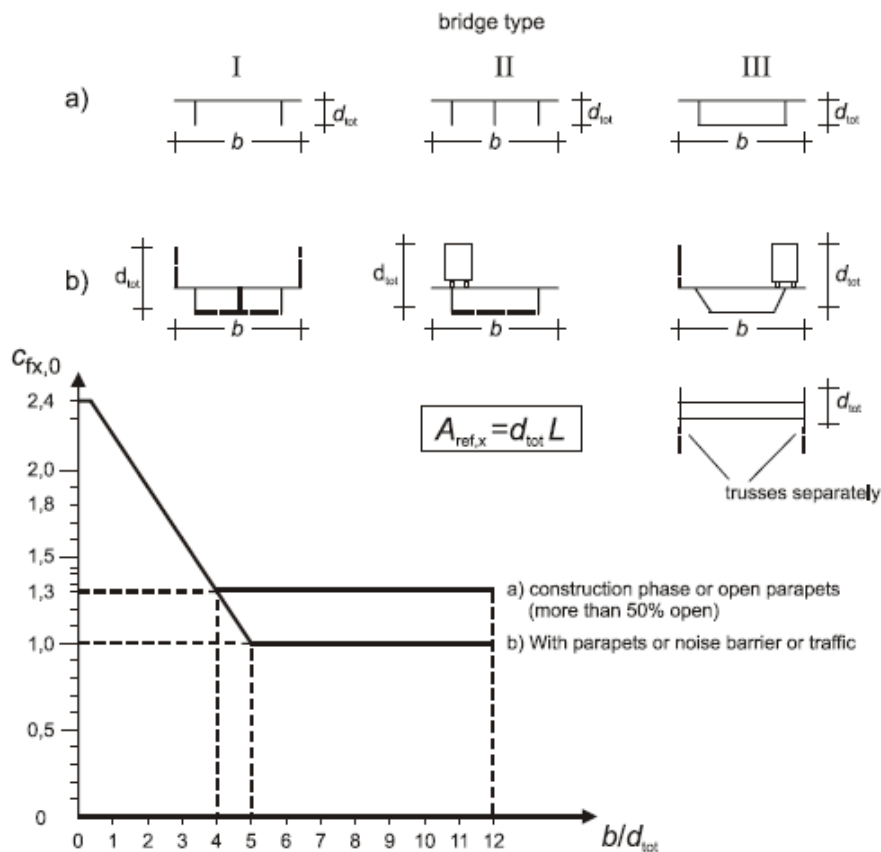 bridge type
I II III
a)
d_tot d_tot d_tot
b b b
b)
d_tot d_tot d_tot
b b b
c_fx,0
2,4
A_ref,x = d_tot L
d_tot
2,0
trusses separately
1,8
1,5
1,3
a) construction phase or open parapets
(more than 50% open)
1,0
b) With parapets or noise barrier or traffic
0,5
0
0 1 2 3 4 5 6 7 8 9 10 11 12
b/d_tot